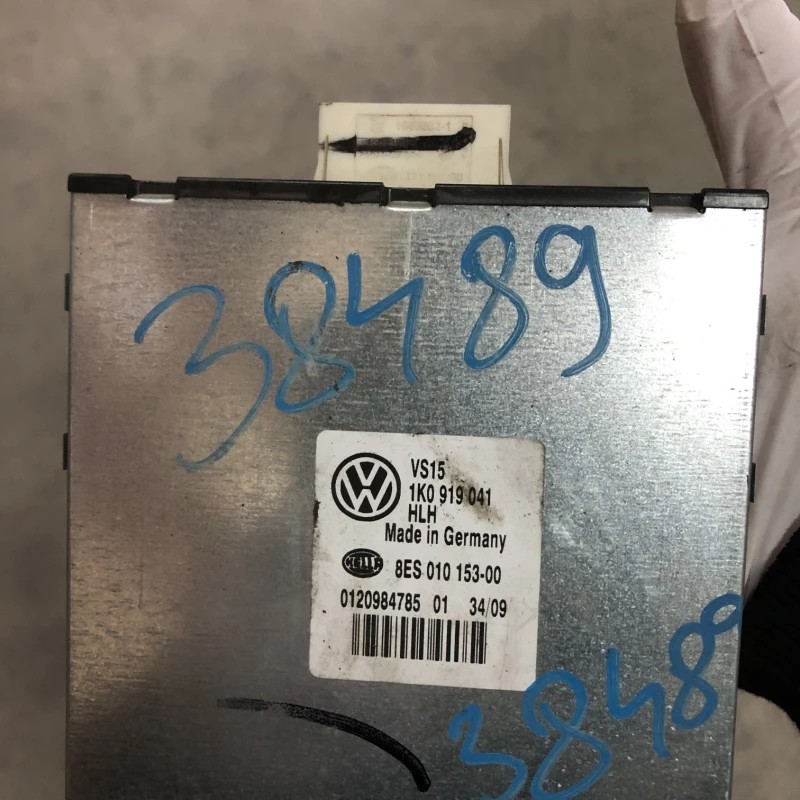 38489
VS15
1K0 919 041
HLH
Made in Germany
HELLA
8ES 010 153-00
0120984785 01 34/09
3848